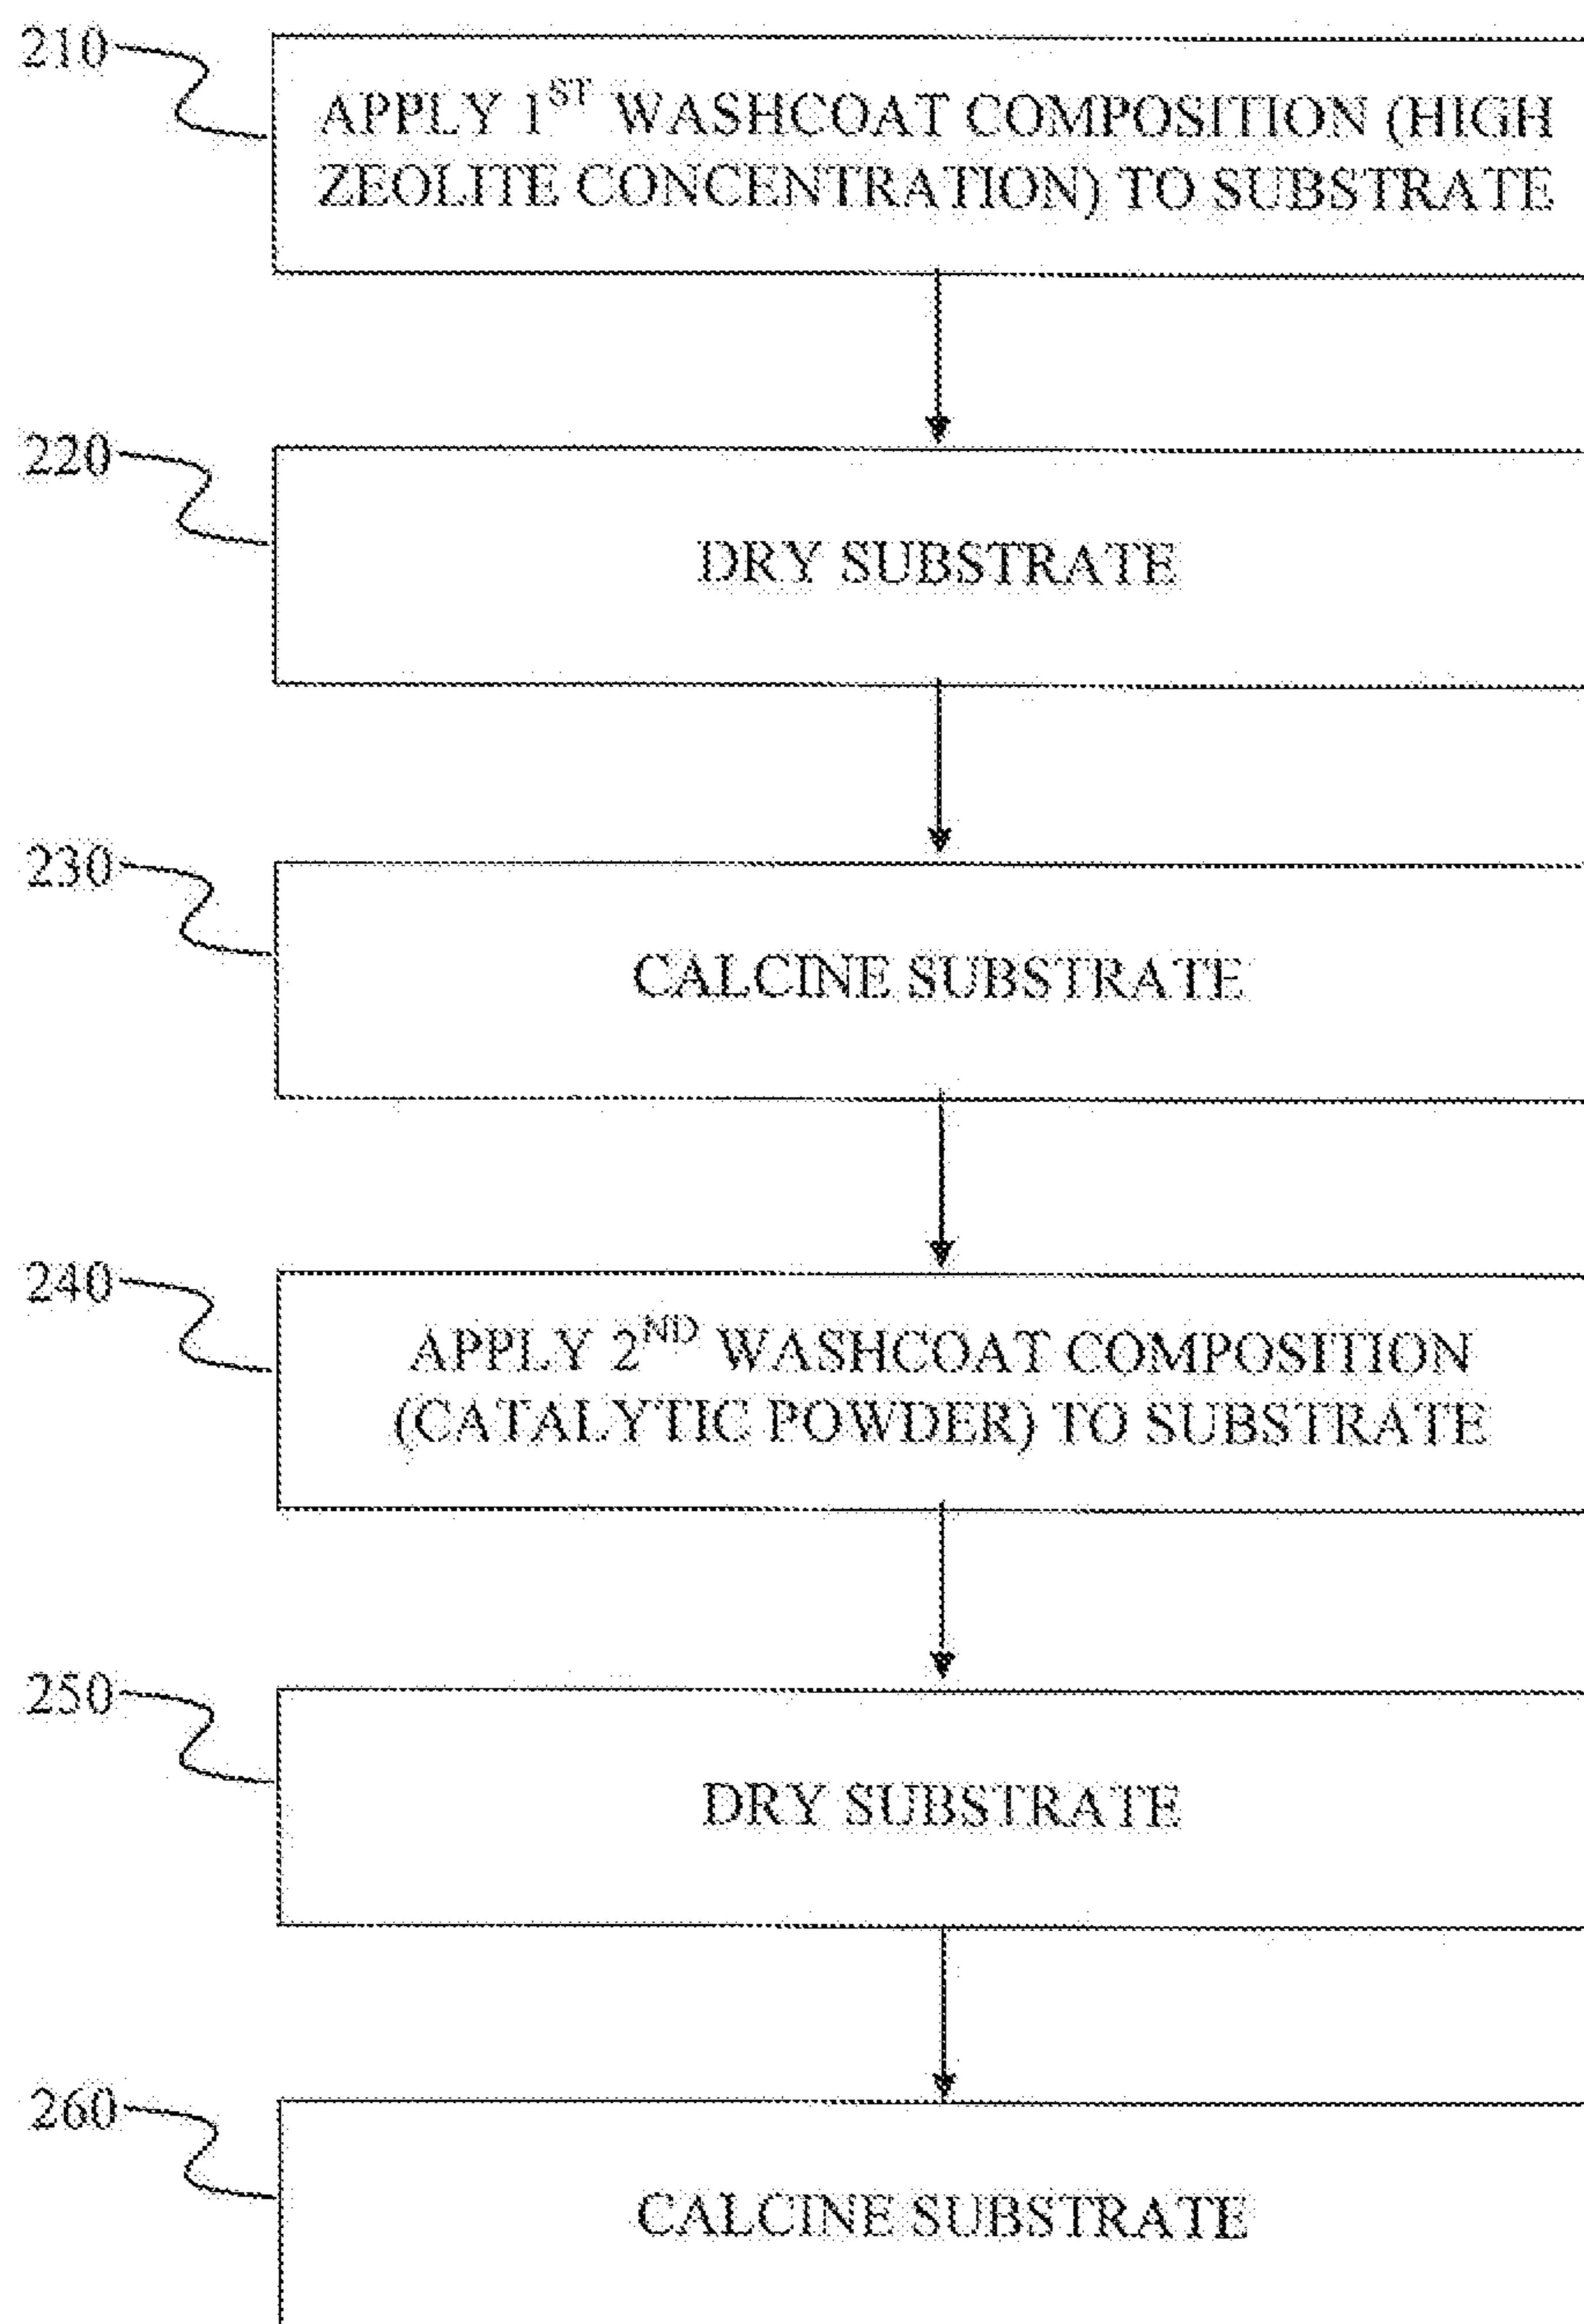 210
APPLY 1ST WASHCOAT COMPOSITION (HIGH
ZEOLITE CONCENTRATION) TO SUBSTRATE
220
DRY SUBSTRATE
230
CALCINE SUBSTRATE
240
APPLY 2ND WASHCOAT COMPOSITION
(CATALYTIC POWDER) TO SUBSTRATE
250
DRY SUBSTRATE
260
CALCINE SUBSTRATE